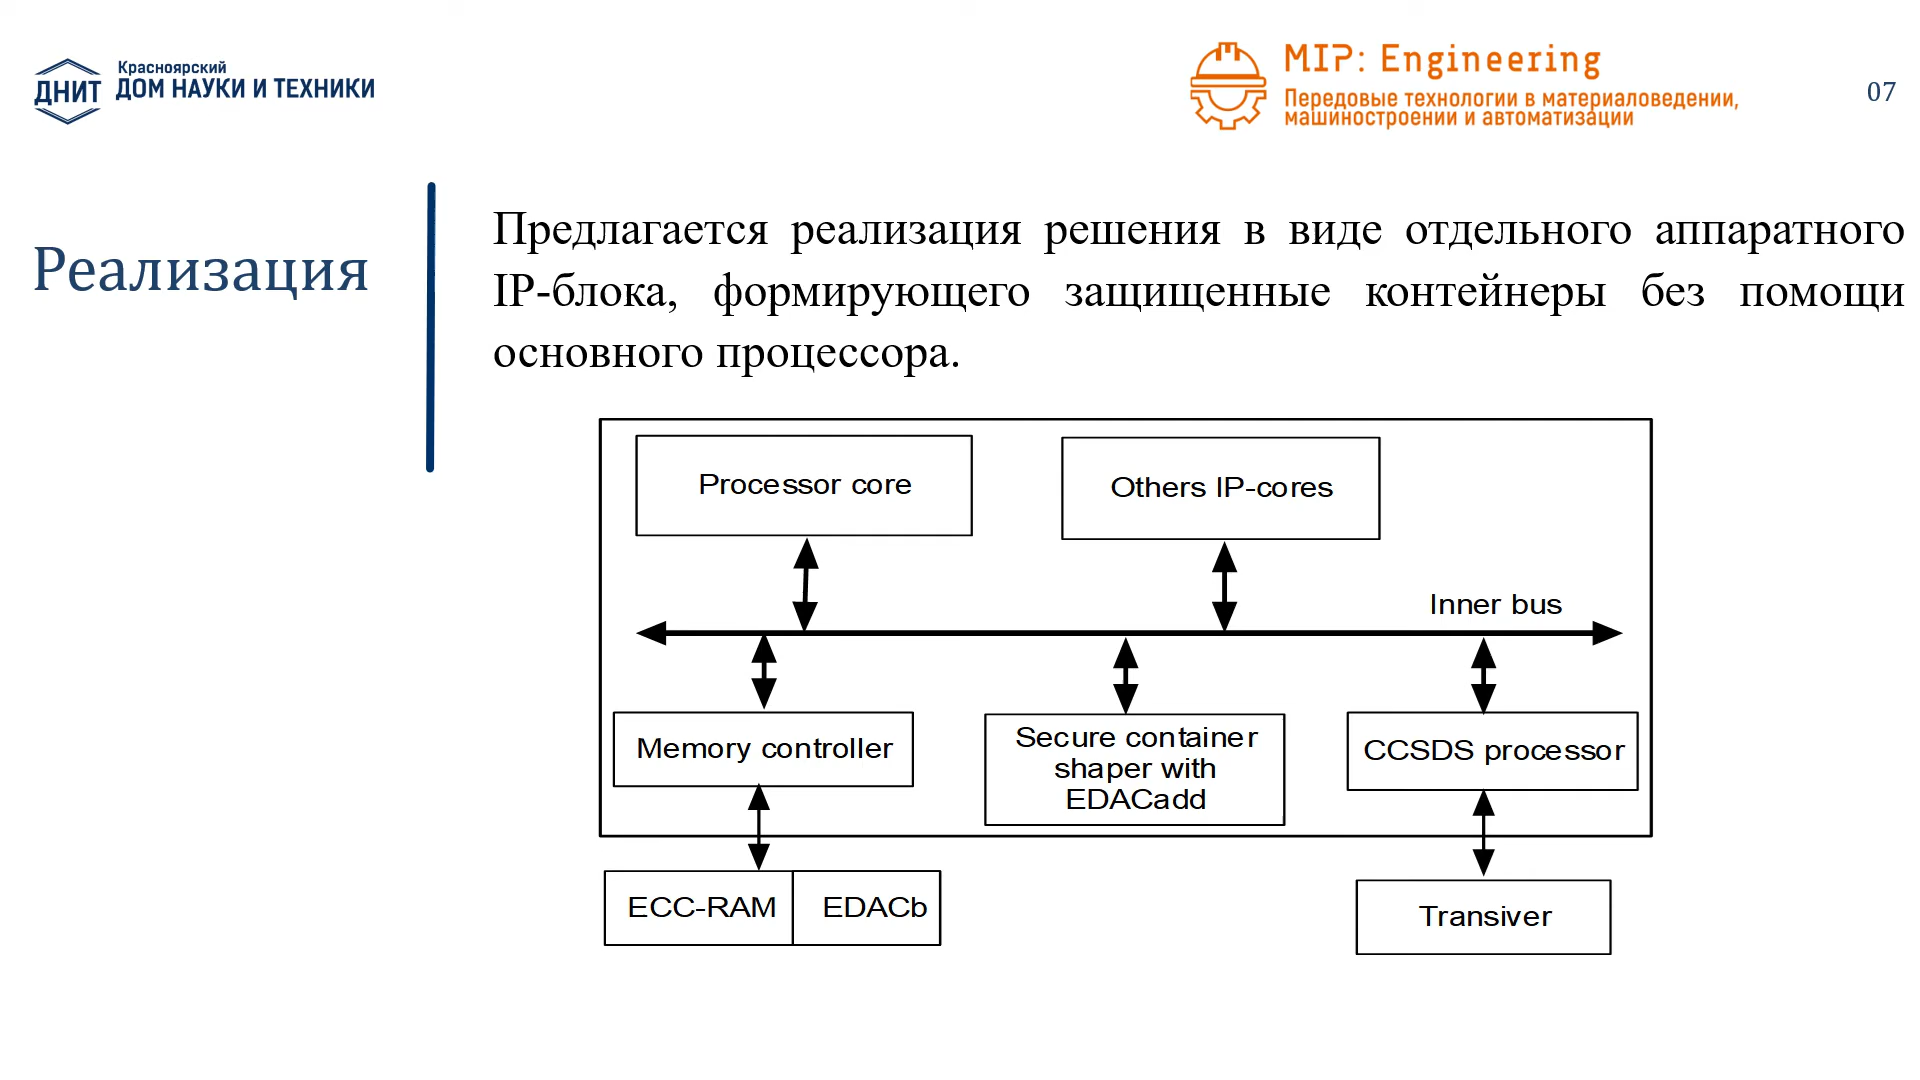 Красноярский
ДНИТ ДОМ НАУКИ И ТЕХНИКИ
MIP: Engineering
Передовые технологии в материаловедении,
машиностроении и автоматизации
07
Реализация
Предлагается реализация решения в виде отдельного аппаратного
IP-блока, формирующего защищенные контейнеры без помощи
основного процессора.
Processor core
Others IP-cores
Inner bus
Memory controller
Secure container
shaper with
EDACadd
CCSDS processor
ECC-RAM
EDACb
Transiver